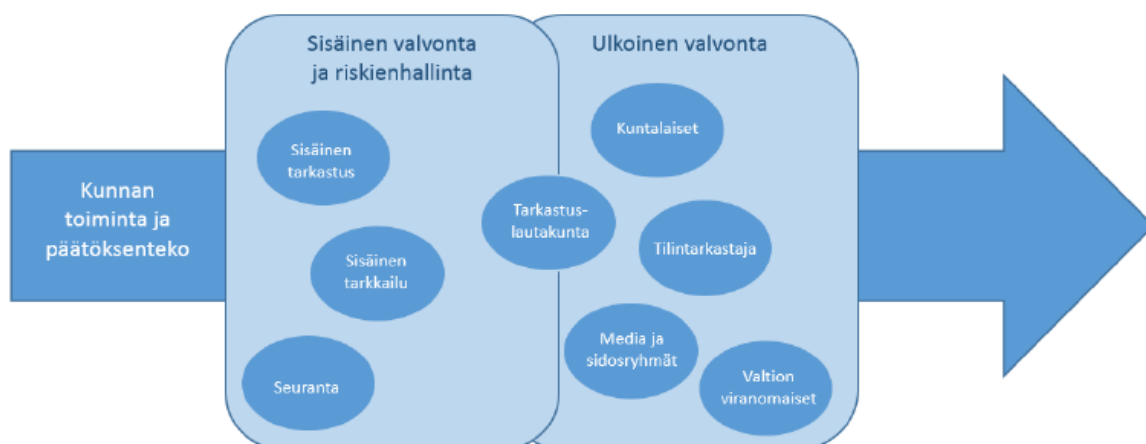 Kunnan
toiminta ja
päätöksenteko
Sisäinen valvonta
ja riskienhallinta
Sisäinen
tarkastus
Sisäinen
tarkkailu
Seuranta
Tarkastus-
lautakunta
Ulkoinen valvonta
Kuntalaiset
Tilintarkastaja
Media ja
sidosryhmät
Valtion
viranomaiset